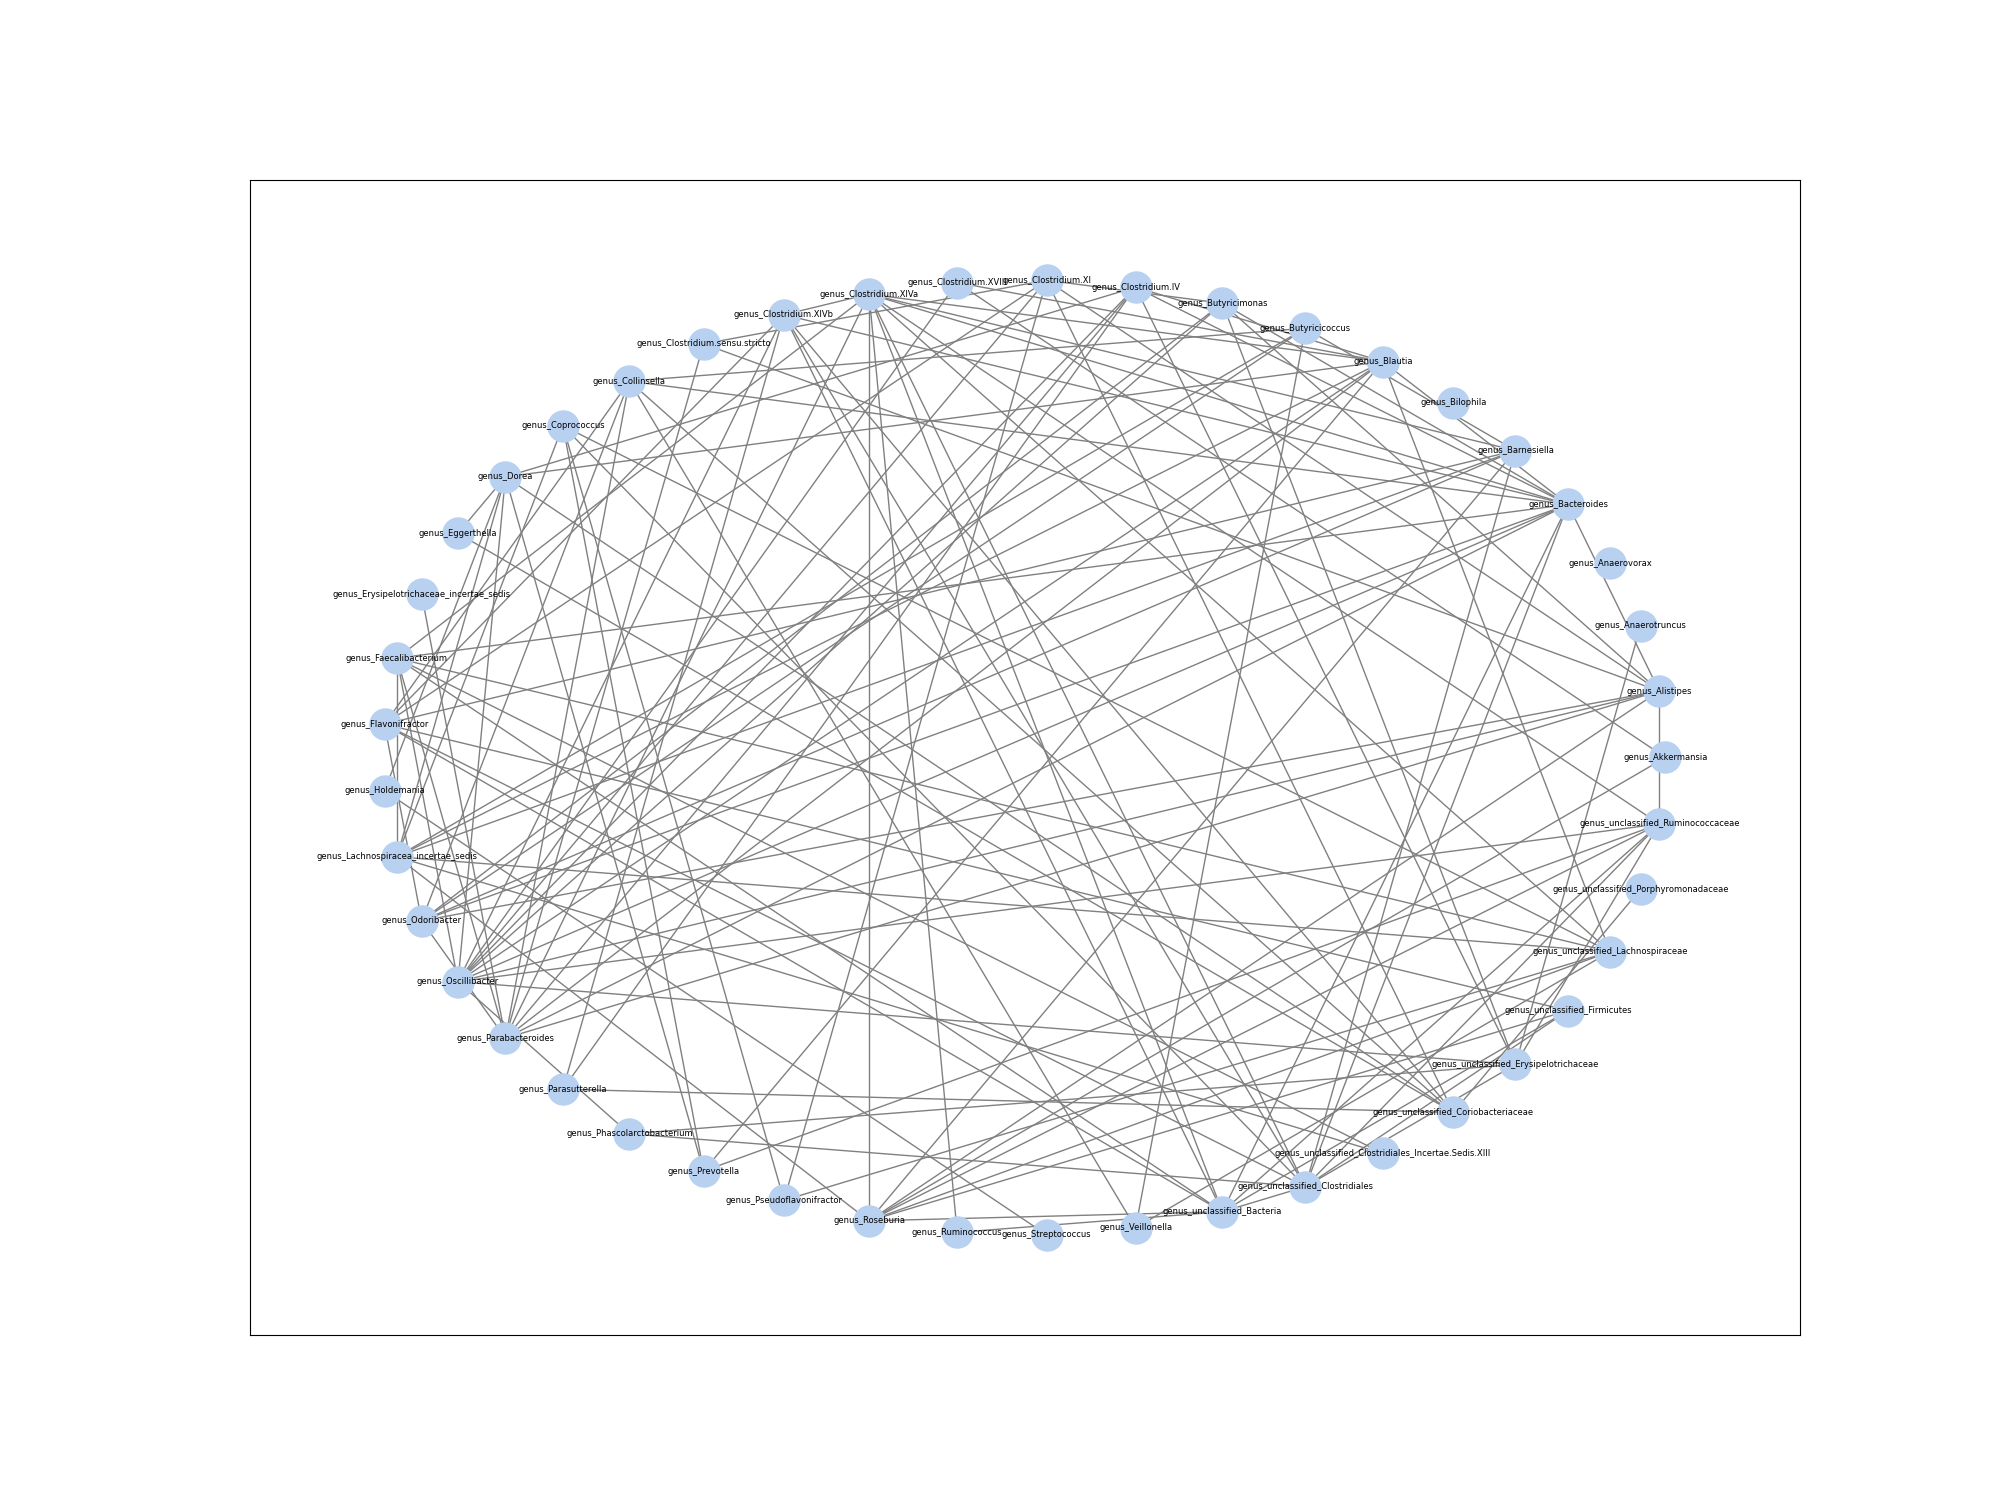 genus_Clostridium.XI
genus_Clostridium.XVIII
genus_Clostridium.IV
genus_Clostridium.XIVa
genus_Butyricimonas
genus_Clostridium.XIVb
genus_Butyricicoccus
genus_Clostridium.sensu.stricto
genus_Blautia
genus_Collinsella
genus_Bilophila
genus_Coprococcus
genus_Barnesiella
genus_Dorea
genus_Bacteroides
genus_Eggerthella
genus_Anaerovorax
genus_Erysipelotrichaceae_incertae_sedis
genus_Anaerotruncus
genus_Faecalibacterium
genus_Alistipes
genus_Flavonifractor
genus_Akkermansia
genus_Holdemania
genus_unclassified_Ruminococcaceae
genus_Lachnospiracea_incertae_sedis
genus_unclassified_Porphyromonadaceae
genus_Odoribacter
genus_unclassified_Lachnospiraceae
genus_Oscillibacter
genus_unclassified_Firmicutes
genus_Parabacteroides
genus_unclassified_Erysipelotrichaceae
genus_Parasutterella
genus_unclassified_Coriobacteriaceae
genus_Phascolarctobacterium
genus_unclassified_Clostridiales_Incertae.Sedis.XIII
genus_Prevotella
genus_unclassified_Clostridiales
genus_Pseudoflavonifractor
genus_unclassified_Bacteria
genus_Roseburia
genus_Veillonella
genus_Ruminococcus
genus_Streptococcus